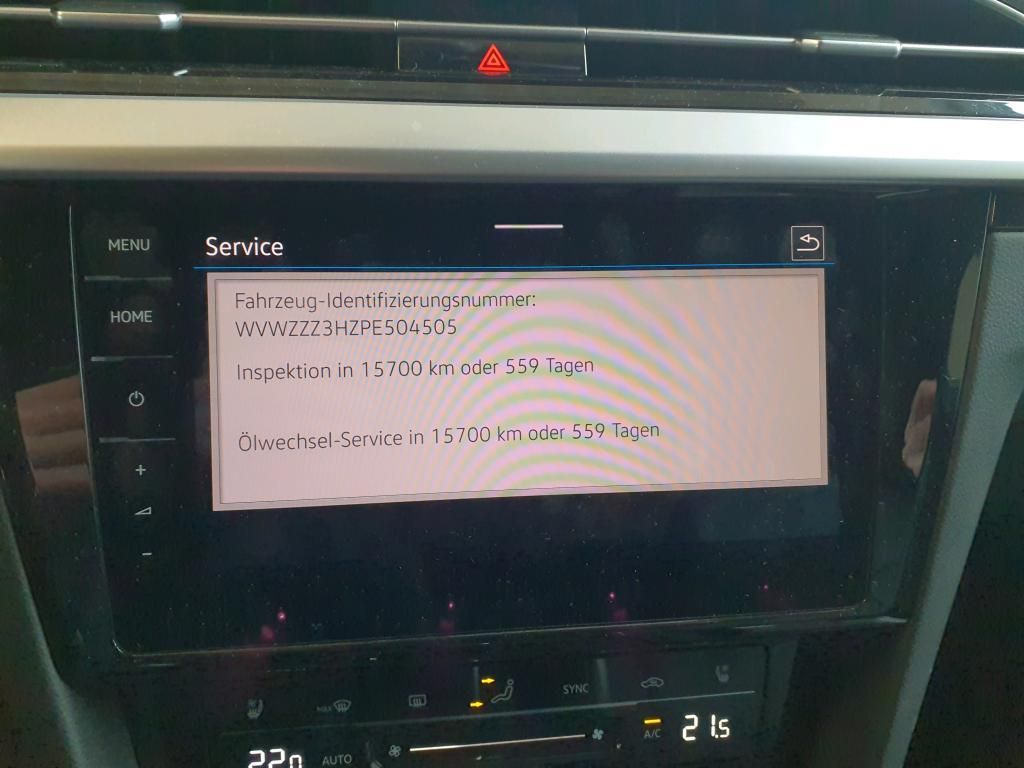 MENU
Service
HOME
Fahrzeug-Identifizierungsnummer:
WVWZZZ3HZPE504505
Inspektion in 15700 km oder 559 Tagen
Ölwechsel-Service in 15700 km oder 559 Tagen
+
-
MAX
SYNC
A/C
21.5
22.0
AUTO